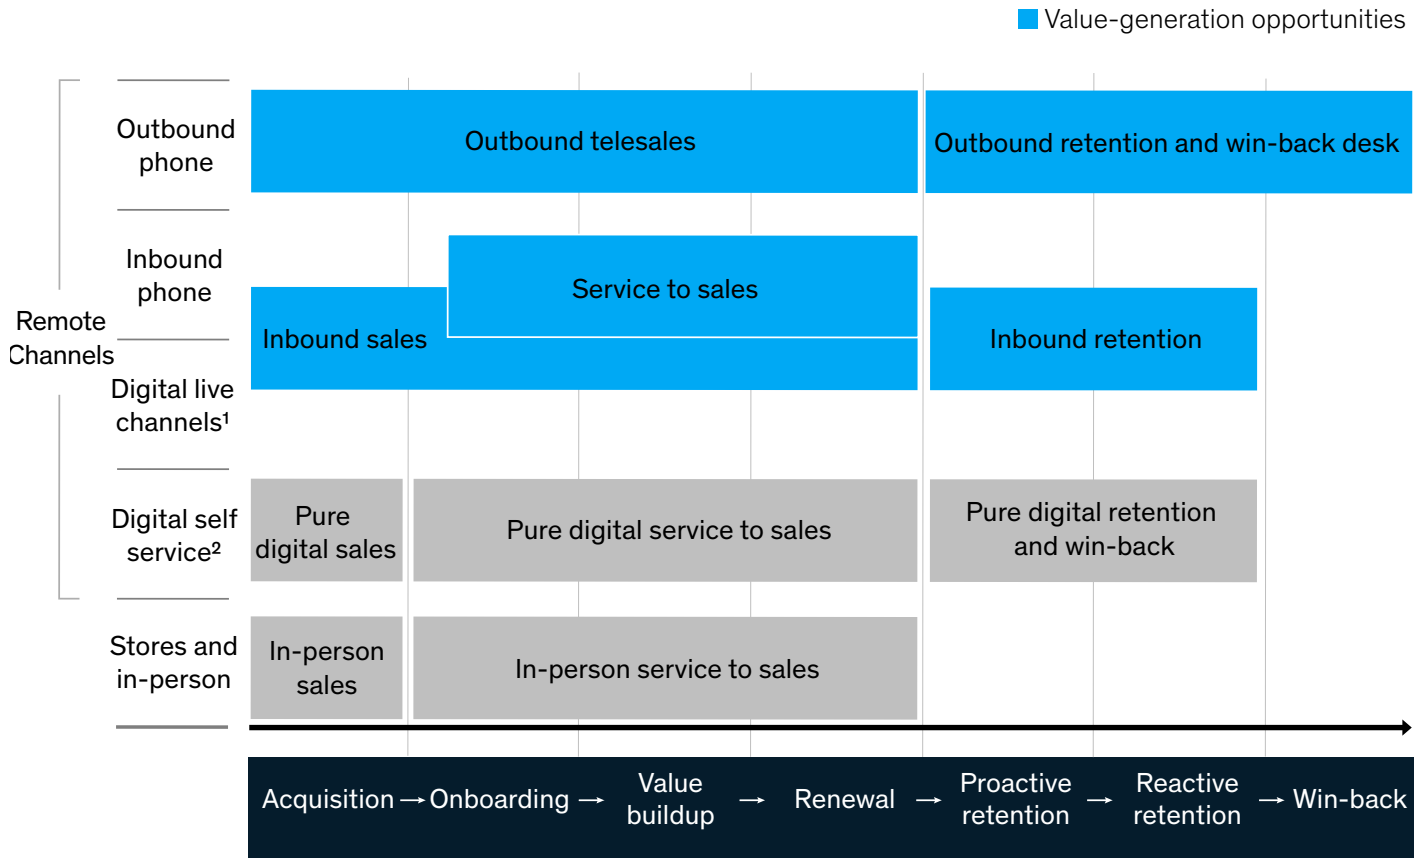 Value-generation opportunities
Remote
Channels
Outbound
phone
Outbound telesales
Outbound retention and win-back desk
Inbound
phone
Service to sales
Inbound sales
Inbound retention
Digital live
channels¹
Digital self
service²
Pure
digital sales
Pure digital service to sales
Pure digital retention
and win-back
Stores and
in-person
In-person
sales
In-person service to sales
Acquisition → Onboarding →
Value
buildup
→ Renewal →
Proactive
retention
→
Reactive
retention
→ Win-back